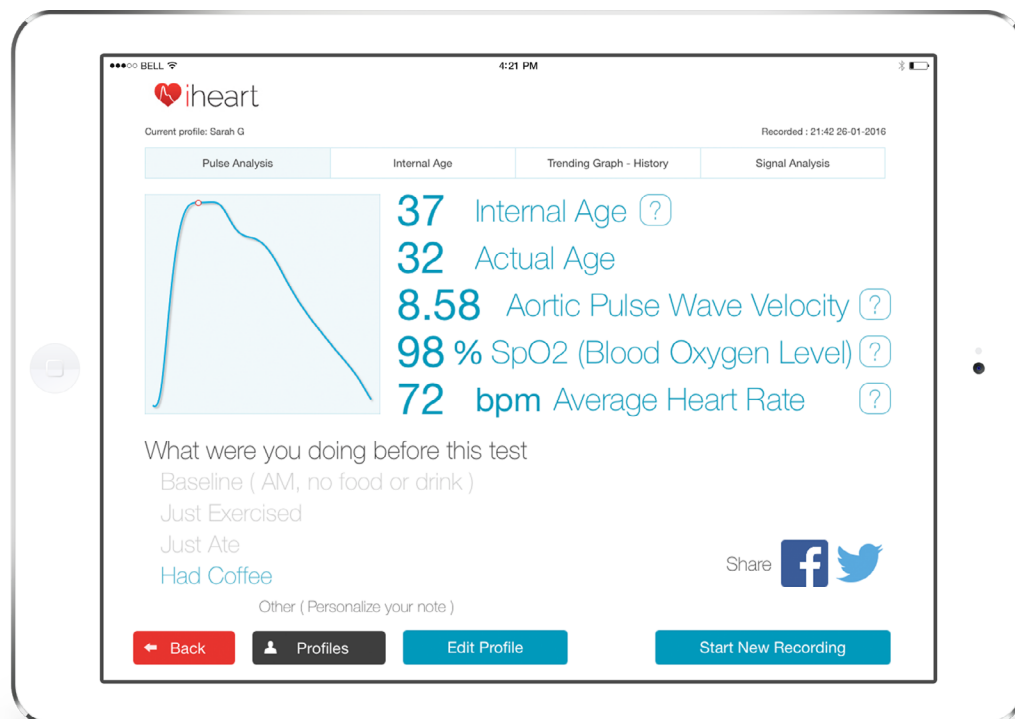 BELL
4:21 PM
iheart
Current profile: Sarah G
Recorded : 21:42 26-01-2016
Pulse Analysis
Internal Age
Trending Graph - History
Signal Analysis
37 Internal Age ?
32 Actual Age
8.58 Aortic Pulse Wave Velocity ?
98 % SpO2 (Blood Oxygen Level) ?
72 bpm Average Heart Rate ?
What were you doing before this test
Baseline ( AM, no food or drink )
Just Exercised
Just Ate
Had Coffee
Other ( Personalize your note )
Share f
Back
Profiles
Edit Profile
Start New Recording